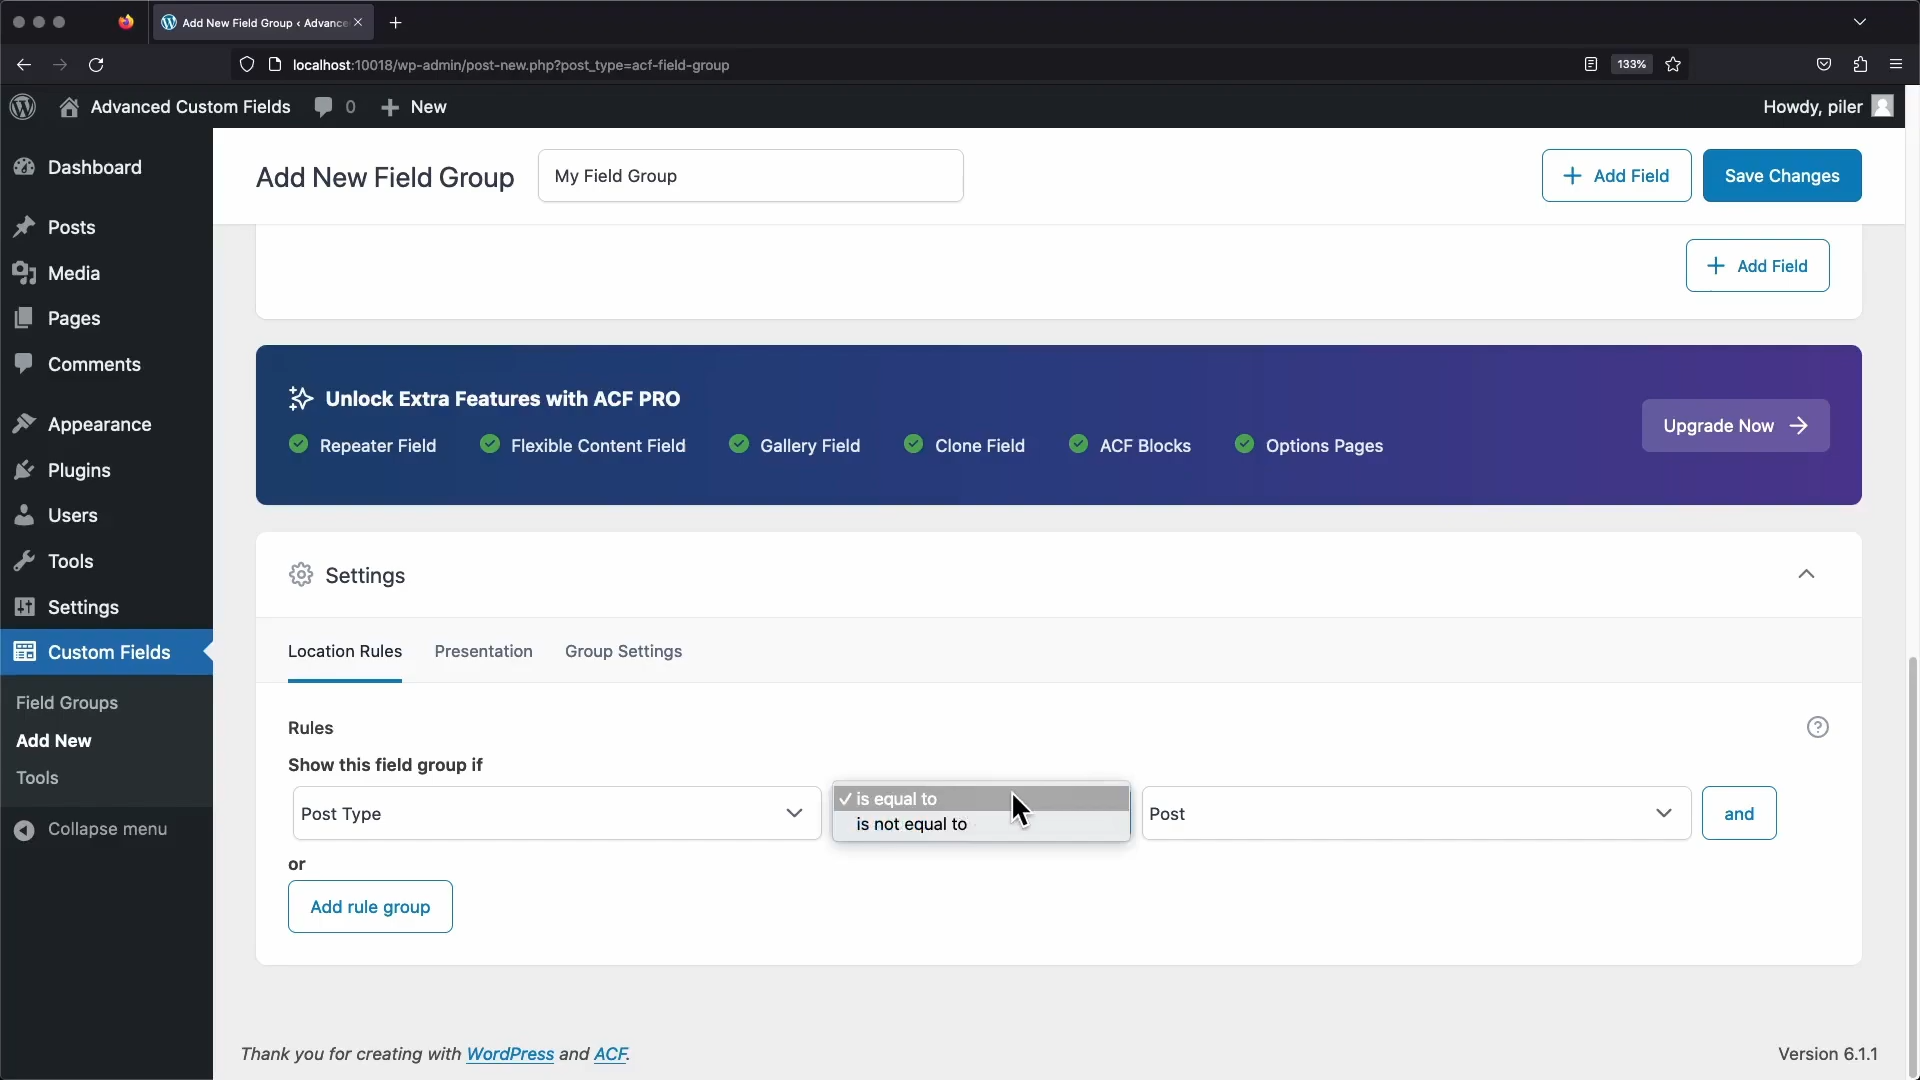 Add New Field Group ‹ Advance
localhost:10018/wp-admin/post-new.php?post_type=acf-field-group
133%
Advanced Custom Fields
0
New
Howdy, piler
Dashboard
Posts
Media
Pages
Comments
Appearance
Plugins
Users
Tools
Settings
Custom Fields
Field Groups
Add New
Tools
Collapse menu
Add New Field Group
My Field Group
+ Add Field
Save Changes
+ Add Field
Unlock Extra Features with ACF PRO
Repeater Field
Flexible Content Field
Gallery Field
Clone Field
ACF Blocks
Options Pages
Upgrade Now →
Settings
Location Rules
Presentation
Group Settings
Rules
?
Show this field group if
Post Type
✓ is equal to
is not equal to
Post
and
or
Add rule group
Thank you for creating with WordPress and ACF.
Version 6.1.1